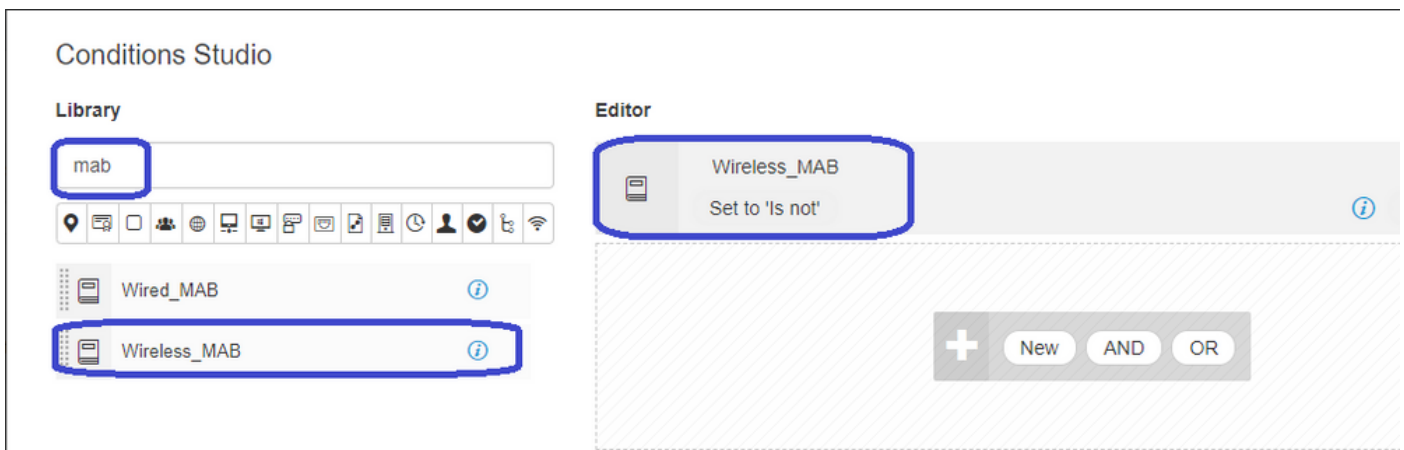 Conditions Studio
Library
mab
Wired_MAB
Wireless_MAB
Editor
Wireless_MAB
Set to 'Is not'
New AND OR